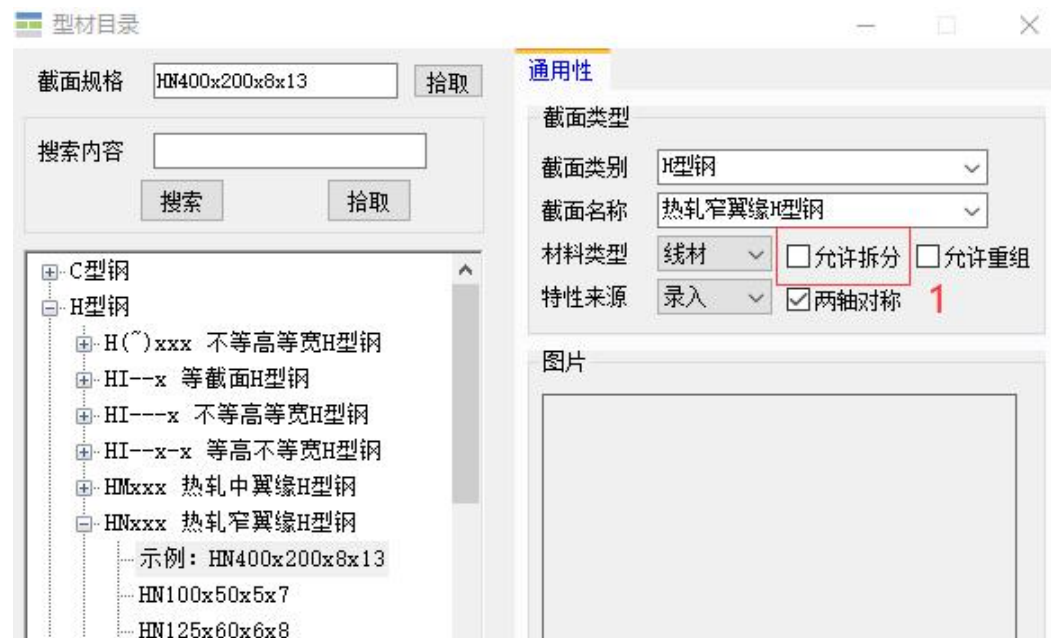 型材目录
截面规格 HN400x200x8x13 拾取
搜索内容
搜索 拾取
C型钢
H型钢
H(~)xxx 不等高等宽H型钢
HI--x 等截面H型钢
HI---x 不等高等宽H型钢
HI--x-x 等高不等宽H型钢
HMxxx 热轧中翼缘H型钢
HNxxx 热轧窄翼缘H型钢
示例: HN400x200x8x13
HN100x50x5x7
HN125x60x6x8
通用性
截面类型
截面类别 H型钢
截面名称 热轧窄翼缘H型钢
材料类型 线材 允许拆分 允许重组
特性来源 录入 两轴对称 1
图片